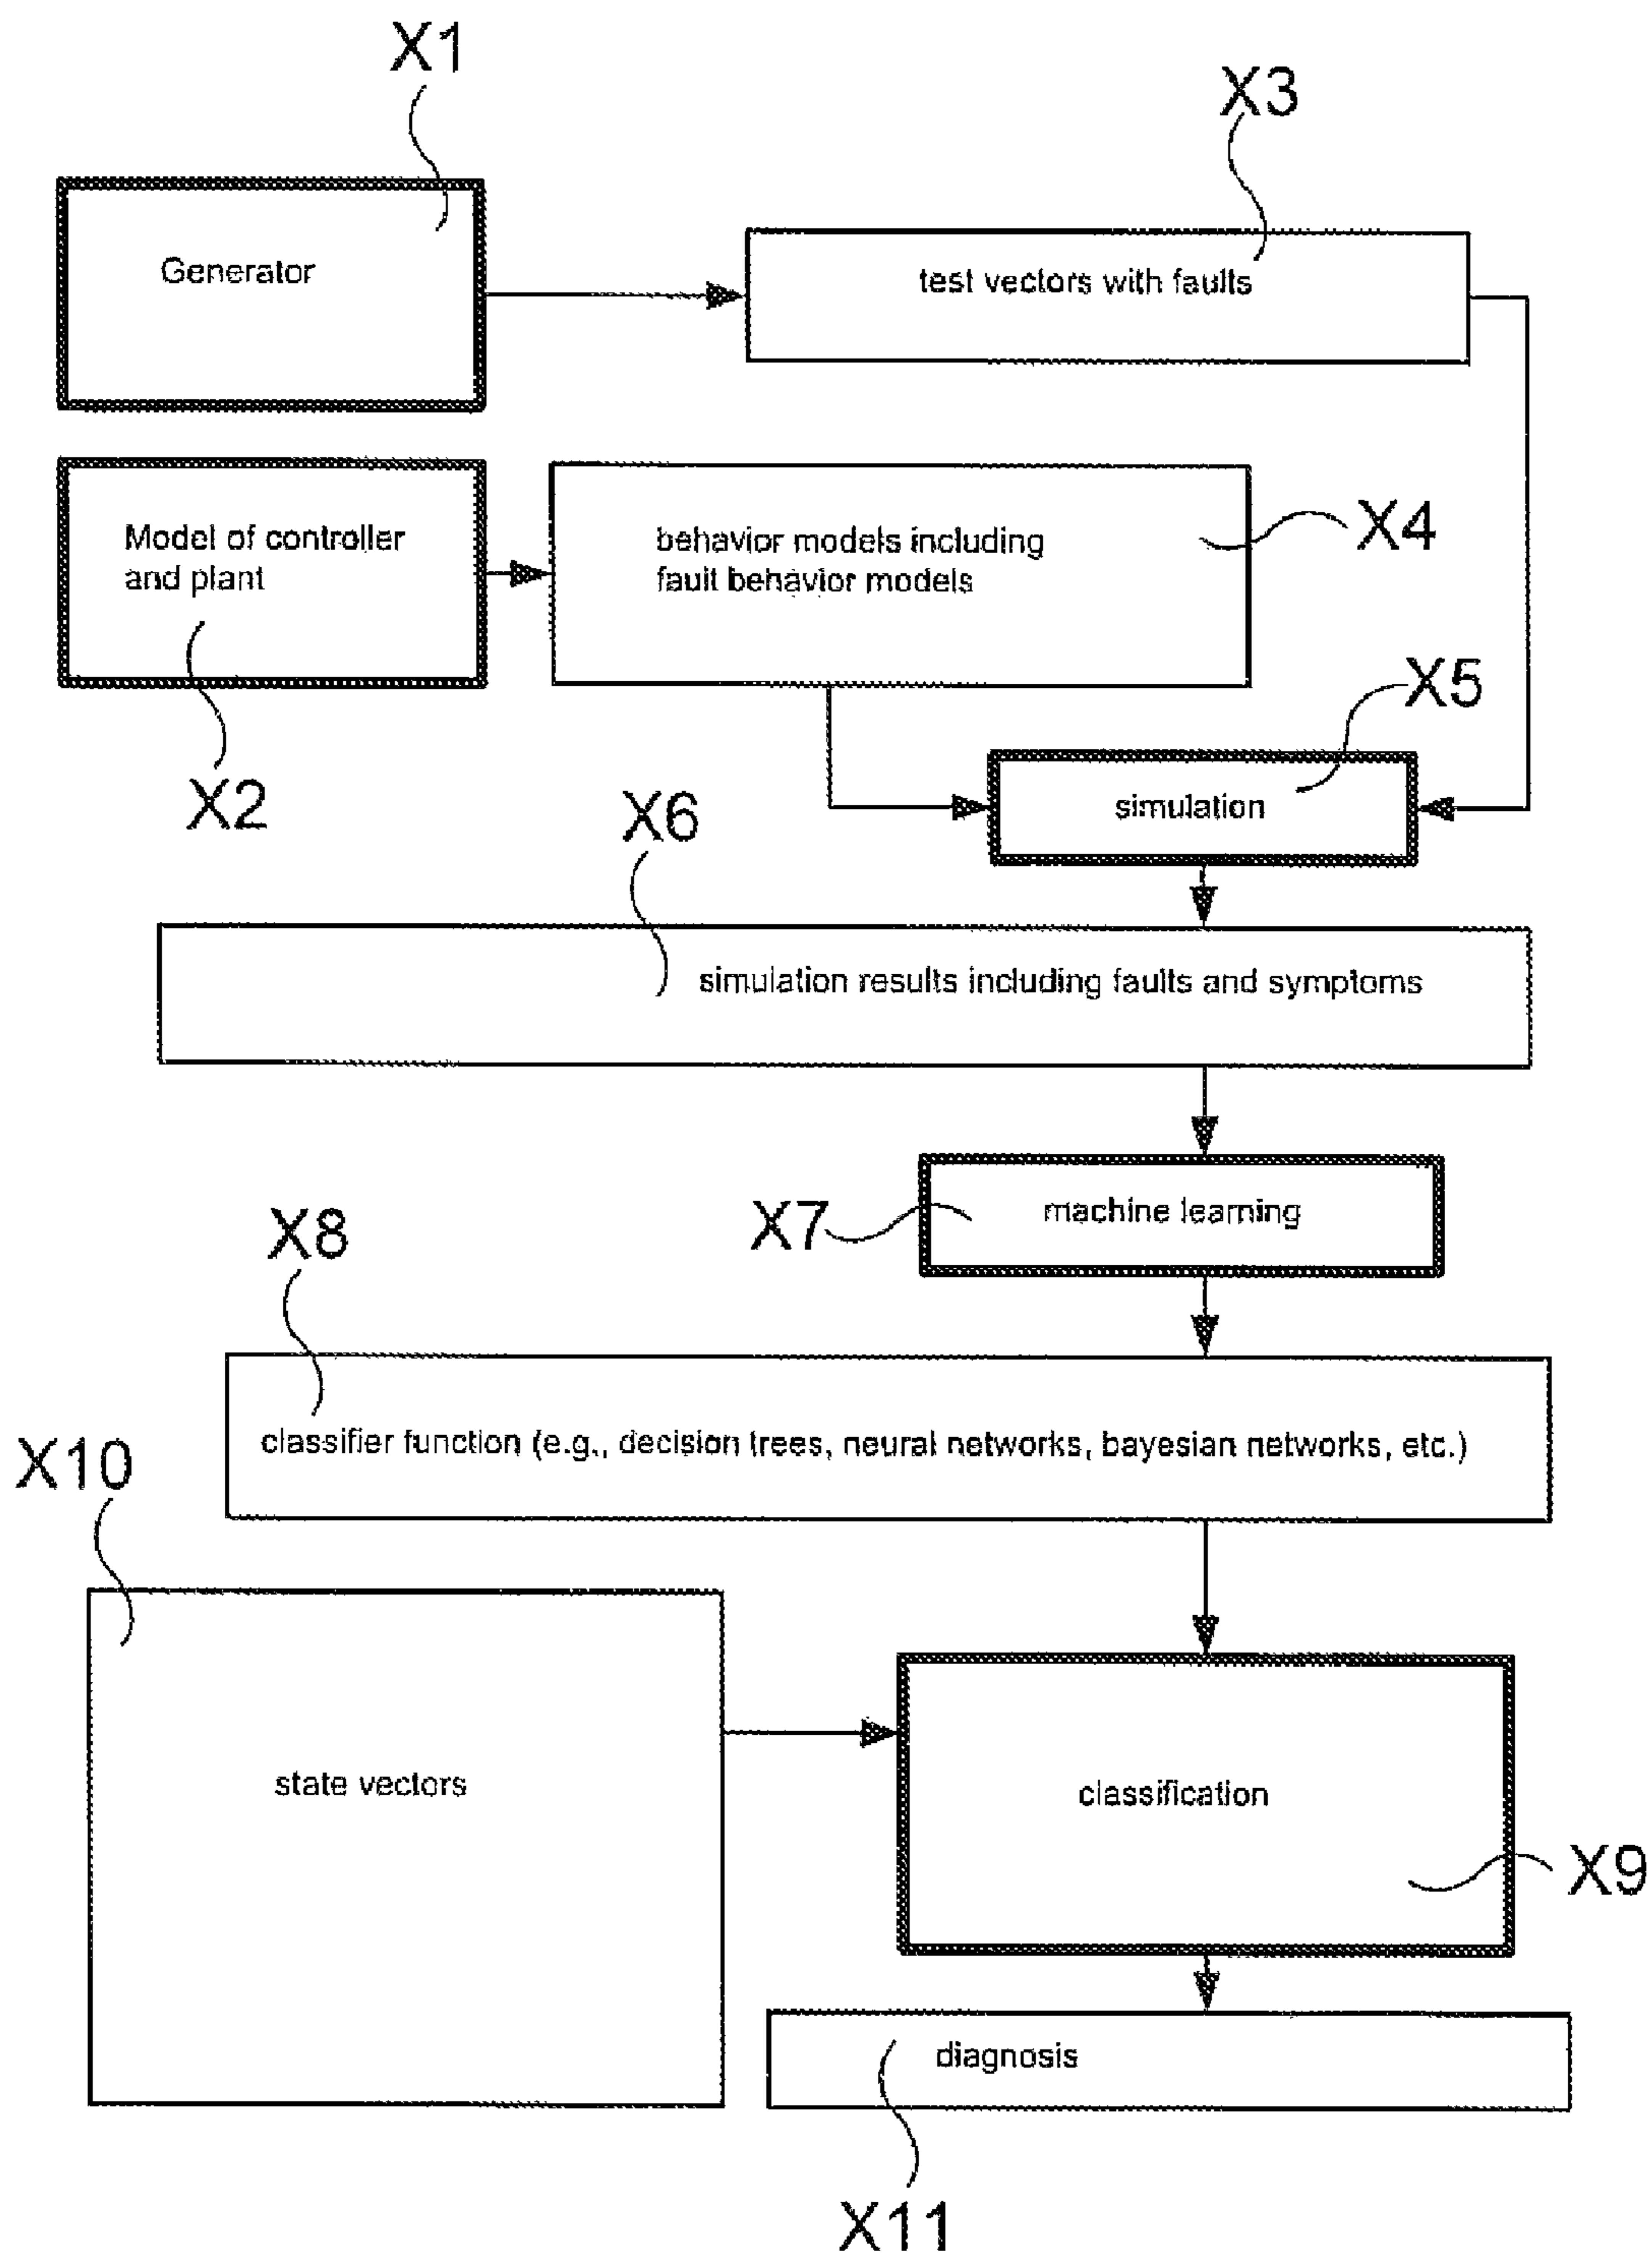 X1
X3
Generator
test vectors with faults
Model of controller
and plant
behavior models including
fault behavior models
X4
X5
X2
simulation
X6
simulation results including faults and symptoms
X7
machine learning
X8
classifier function (e.g., decision trees, neural networks, bayesian networks, etc.)
X10
state vectors
classification
X9
diagnosis
X11